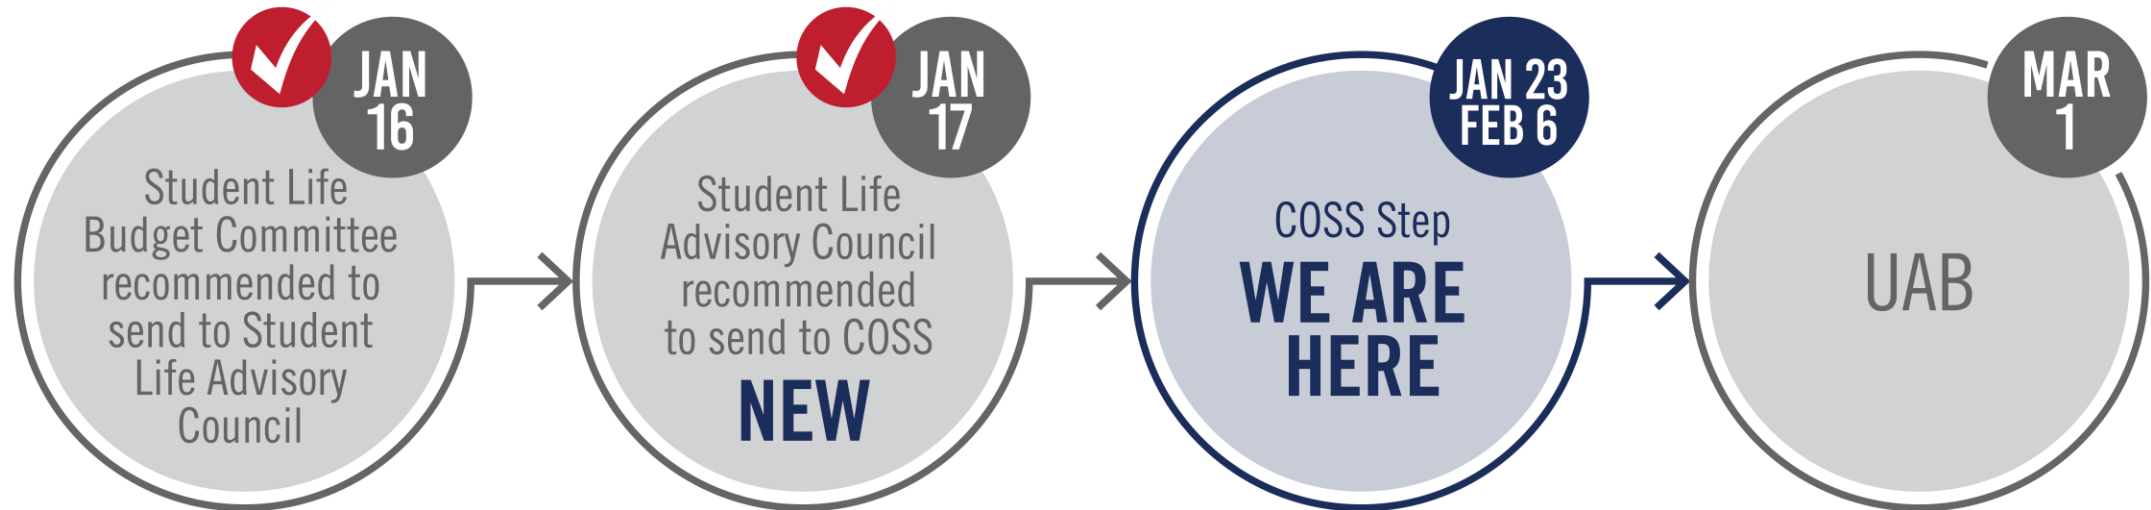 JAN
16
Student Life
Budget Committee
recommended to
send to Student
Life Advisory
Council
JAN
17
Student Life
Advisory Council
recommended
to send to COSS
NEW
JAN 23
FEB 6
COSS Step
WE ARE
HERE
MAR
1
UAB